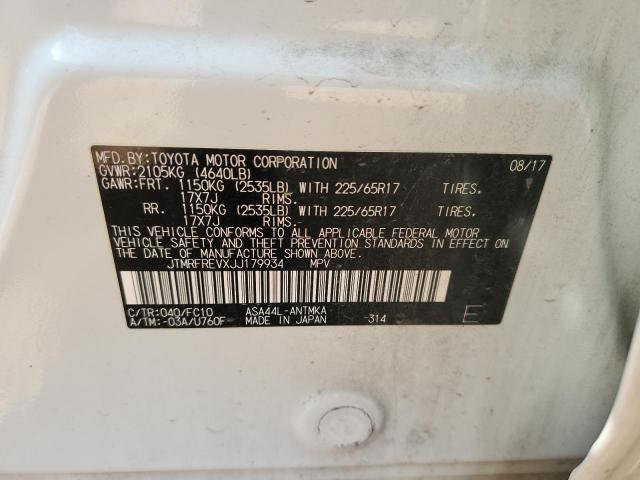 MFD.BY:TOYOTA MOTOR CORPORATION 08/17
GVWR:2105KG (4640LB)
GAWR:FRT. 1150KG (2535LB) WITH 225/65R17 TIRES.
17X7J RIMS.
RR. 1150KG (2535LB) WITH 225/65R17 TIRES.
17X7J RIMS.
THIS VEHICLE CONFORMS TO ALL APPLICABLE FEDERAL MOTOR
VEHICLE SAFETY AND THEFT PREVENTION STANDARDS IN EFFECT ON
THE DATE OF MANUFACTURE SHOWN ABOVE.
JTMRFREVXJJ179934 MPV
C/TR:040/FC10 ASA44L-ANTMKA
A/TM:-03A/U760F MADE IN JAPAN 314 E